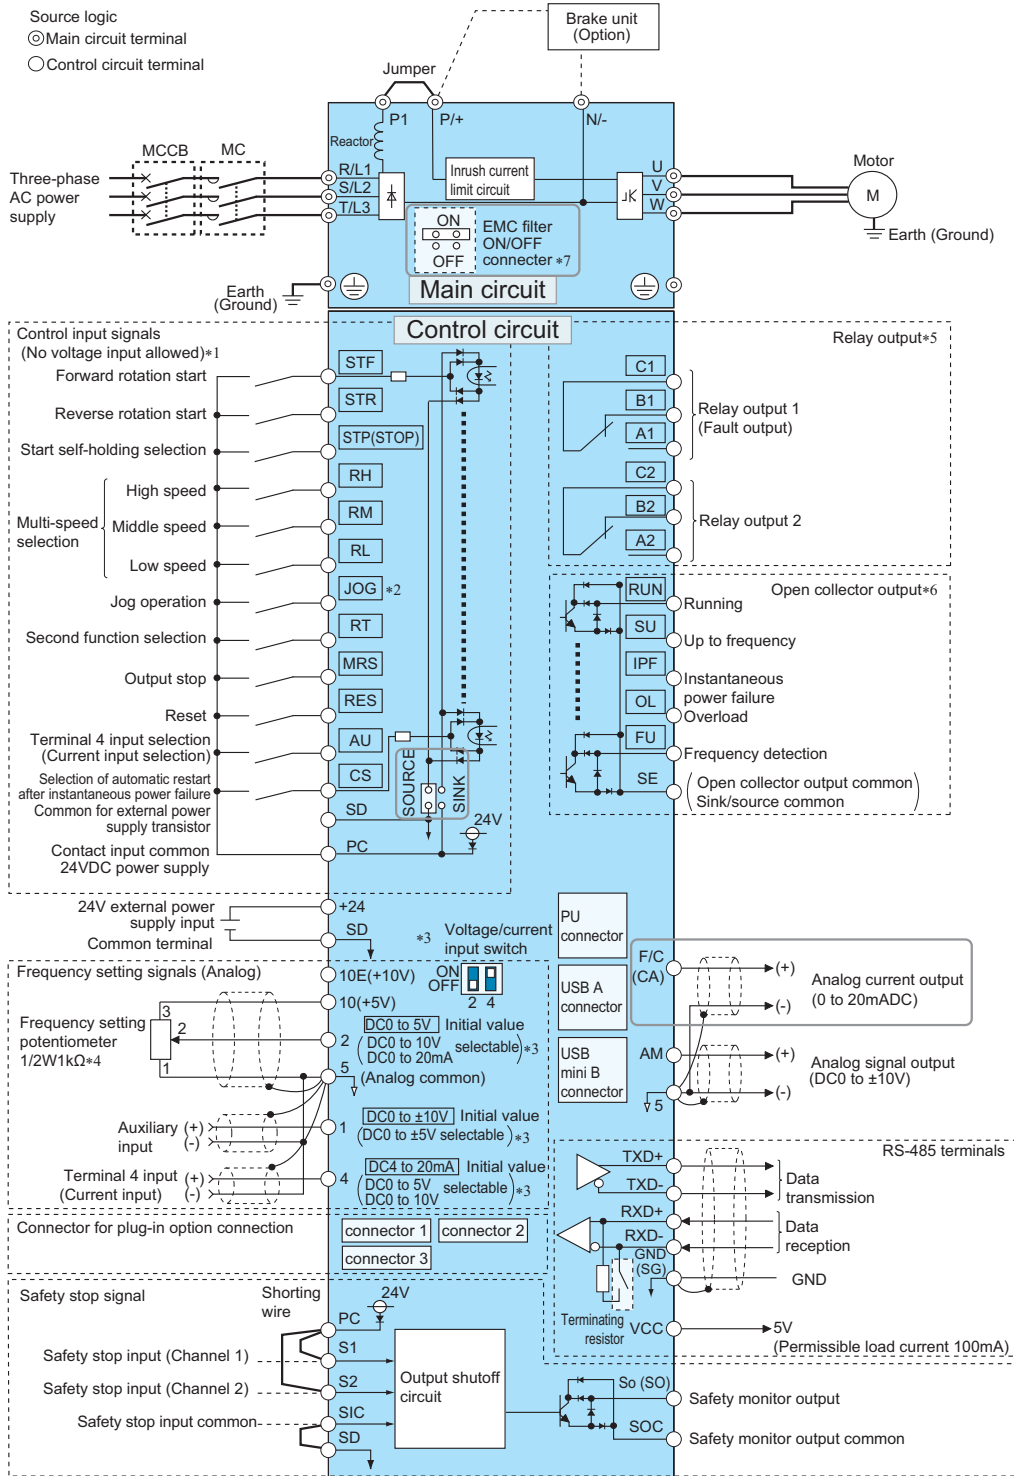 Source logic
Main circuit terminal
Control circuit terminal
Brake unit
(Option)
Jumper
P1
P/+
N/-
Reactor
MCCB
MC
Three-phase
AC power
supply
R/L1
S/L2
T/L3
Inrush current
limit circuit
U
V
W
Motor
M
Earth (Ground)
ON
OFF
EMC filter
ON/OFF
connecter *7
Earth
(Ground)
Main circuit
Control circuit
Control input signals
(No voltage input allowed)*1
Forward rotation start
STF
Reverse rotation start
STR
Start self-holding selection
STP(STOP)
Multi-speed
selection
High speed
RH
Middle speed
RM
Low speed
RL
Jog operation
JOG *2
Second function selection
RT
Output stop
MRS
Reset
RES
Terminal 4 input selection
(Current input selection)
AU
Selection of automatic restart
after instantaneous power failure
CS
Common for external power
supply transistor
SD
Contact input common
24VDC power supply
PC
SOURCE
SINK
24V
Relay output*5
C1
B1
A1
Relay output 1
(Fault output)
C2
B2
A2
Relay output 2
Open collector output*6
RUN
Running
SU
Up to frequency
IPF
Instantaneous
power failure
OL
Overload
FU
Frequency detection
SE
(Open collector output common
Sink/source common)
24V external power
supply input
+24
Common terminal
SD
*3 Voltage/current
input switch
ON
OFF
2 4
PU
connector
USB A
connector
USB
mini B
connector
F/C
(CA)
(+)
(-)
Analog current output
(0 to 20mADC)
AM
5
(+)
(-)
Analog signal output
(DC0 to ±10V)
Frequency setting signals (Analog)
Frequency setting
potentiometer
1/2W1kΩ*4
3
2
1
10E(+10V)
10(+5V)
2
DC0 to 5V Initial value
(DC0 to 10V
DC0 to 20mA selectable)*3
5
(Analog common)
Auxiliary
input
(+)
(-)
1
DC0 to ±10V Initial value
(DC0 to ±5V selectable)*3
Terminal 4 input
(Current input)
(+)
(-)
4
DC4 to 20mA Initial value
(DC0 to 5V
DC0 to 10V selectable)*3
Connector for plug-in option connection
connector 1
connector 2
connector 3
RS-485 terminals
TXD+
TXD-
Data
transmission
RXD+
RXD-
Data
reception
GND
(SG)
GND
Terminating
resistor
VCC
5V
(Permissible load current 100mA)
Safety stop signal
Shorting
wire
24V
PC
Safety stop input (Channel 1)
S1
Safety stop input (Channel 2)
S2
Safety stop input common
SIC
SD
Output shutoff
circuit
So (SO)
Safety monitor output
SOC
Safety monitor output common